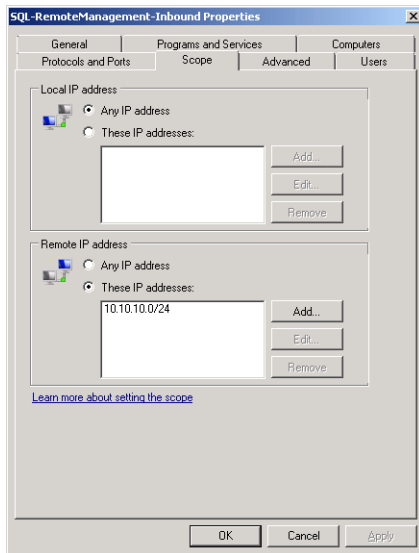 SQL-RemoteManagement-Inbound Properties
General Programs and Services Computers
Protocols and Ports Scope Advanced Users
Local IP address
Any IP address
These IP addresses:
Add...
Edit...
Remove
Remote IP address
Any IP address
These IP addresses:
10.10.10.0/24
Add...
Edit...
Remove
Learn more about setting the scope
OK Cancel Apply